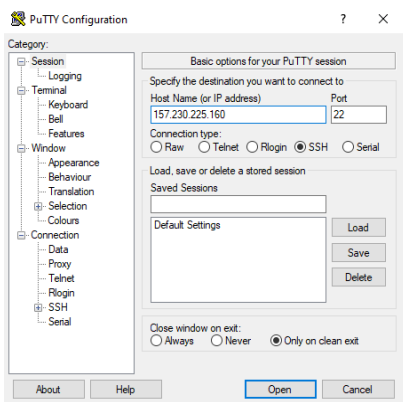 PuTTY Configuration
?
Category:
Session
Logging
Terminal
Keyboard
Bell
Features
Window
Appearance
Behaviour
Translation
Selection
Colours
Connection
Data
Proxy
Telnet
Rlogin
SSH
Serial
Basic options for your PuTTY session
Specify the destination you want to connect to
Host Name (or IP address) Port
157.230.225.160 22
Connection type:
Raw Telnet Rlogin SSH Serial
Load, save or delete a stored session
Saved Sessions
Default Settings
Load
Save
Delete
Close window on exit:
Always Never Only on clean exit
About Help Open Cancel